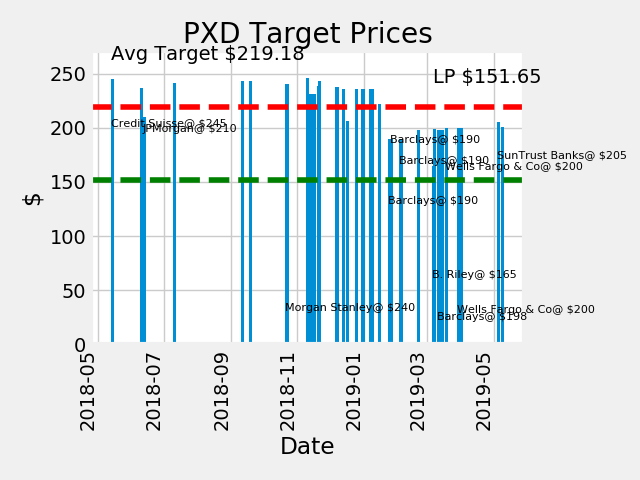 PXD Target Prices
Avg Target $219.18
LP $151.65
250
200
150
100
50
0
$
Credit Suisse@ $245
JPMorgan@ $210
Barclays@ $190
Barclays@ $190
SunTrust Banks@ $205
Wells Fargo & Co@ $200
Barclays@ $190
B. Riley@ $165
Morgan Stanley@ $240
Wells Fargo & Co@ $200
Barclays@ $198
2018-05
2018-07
2018-09
2018-11
2019-01
2019-03
2019-05
Date